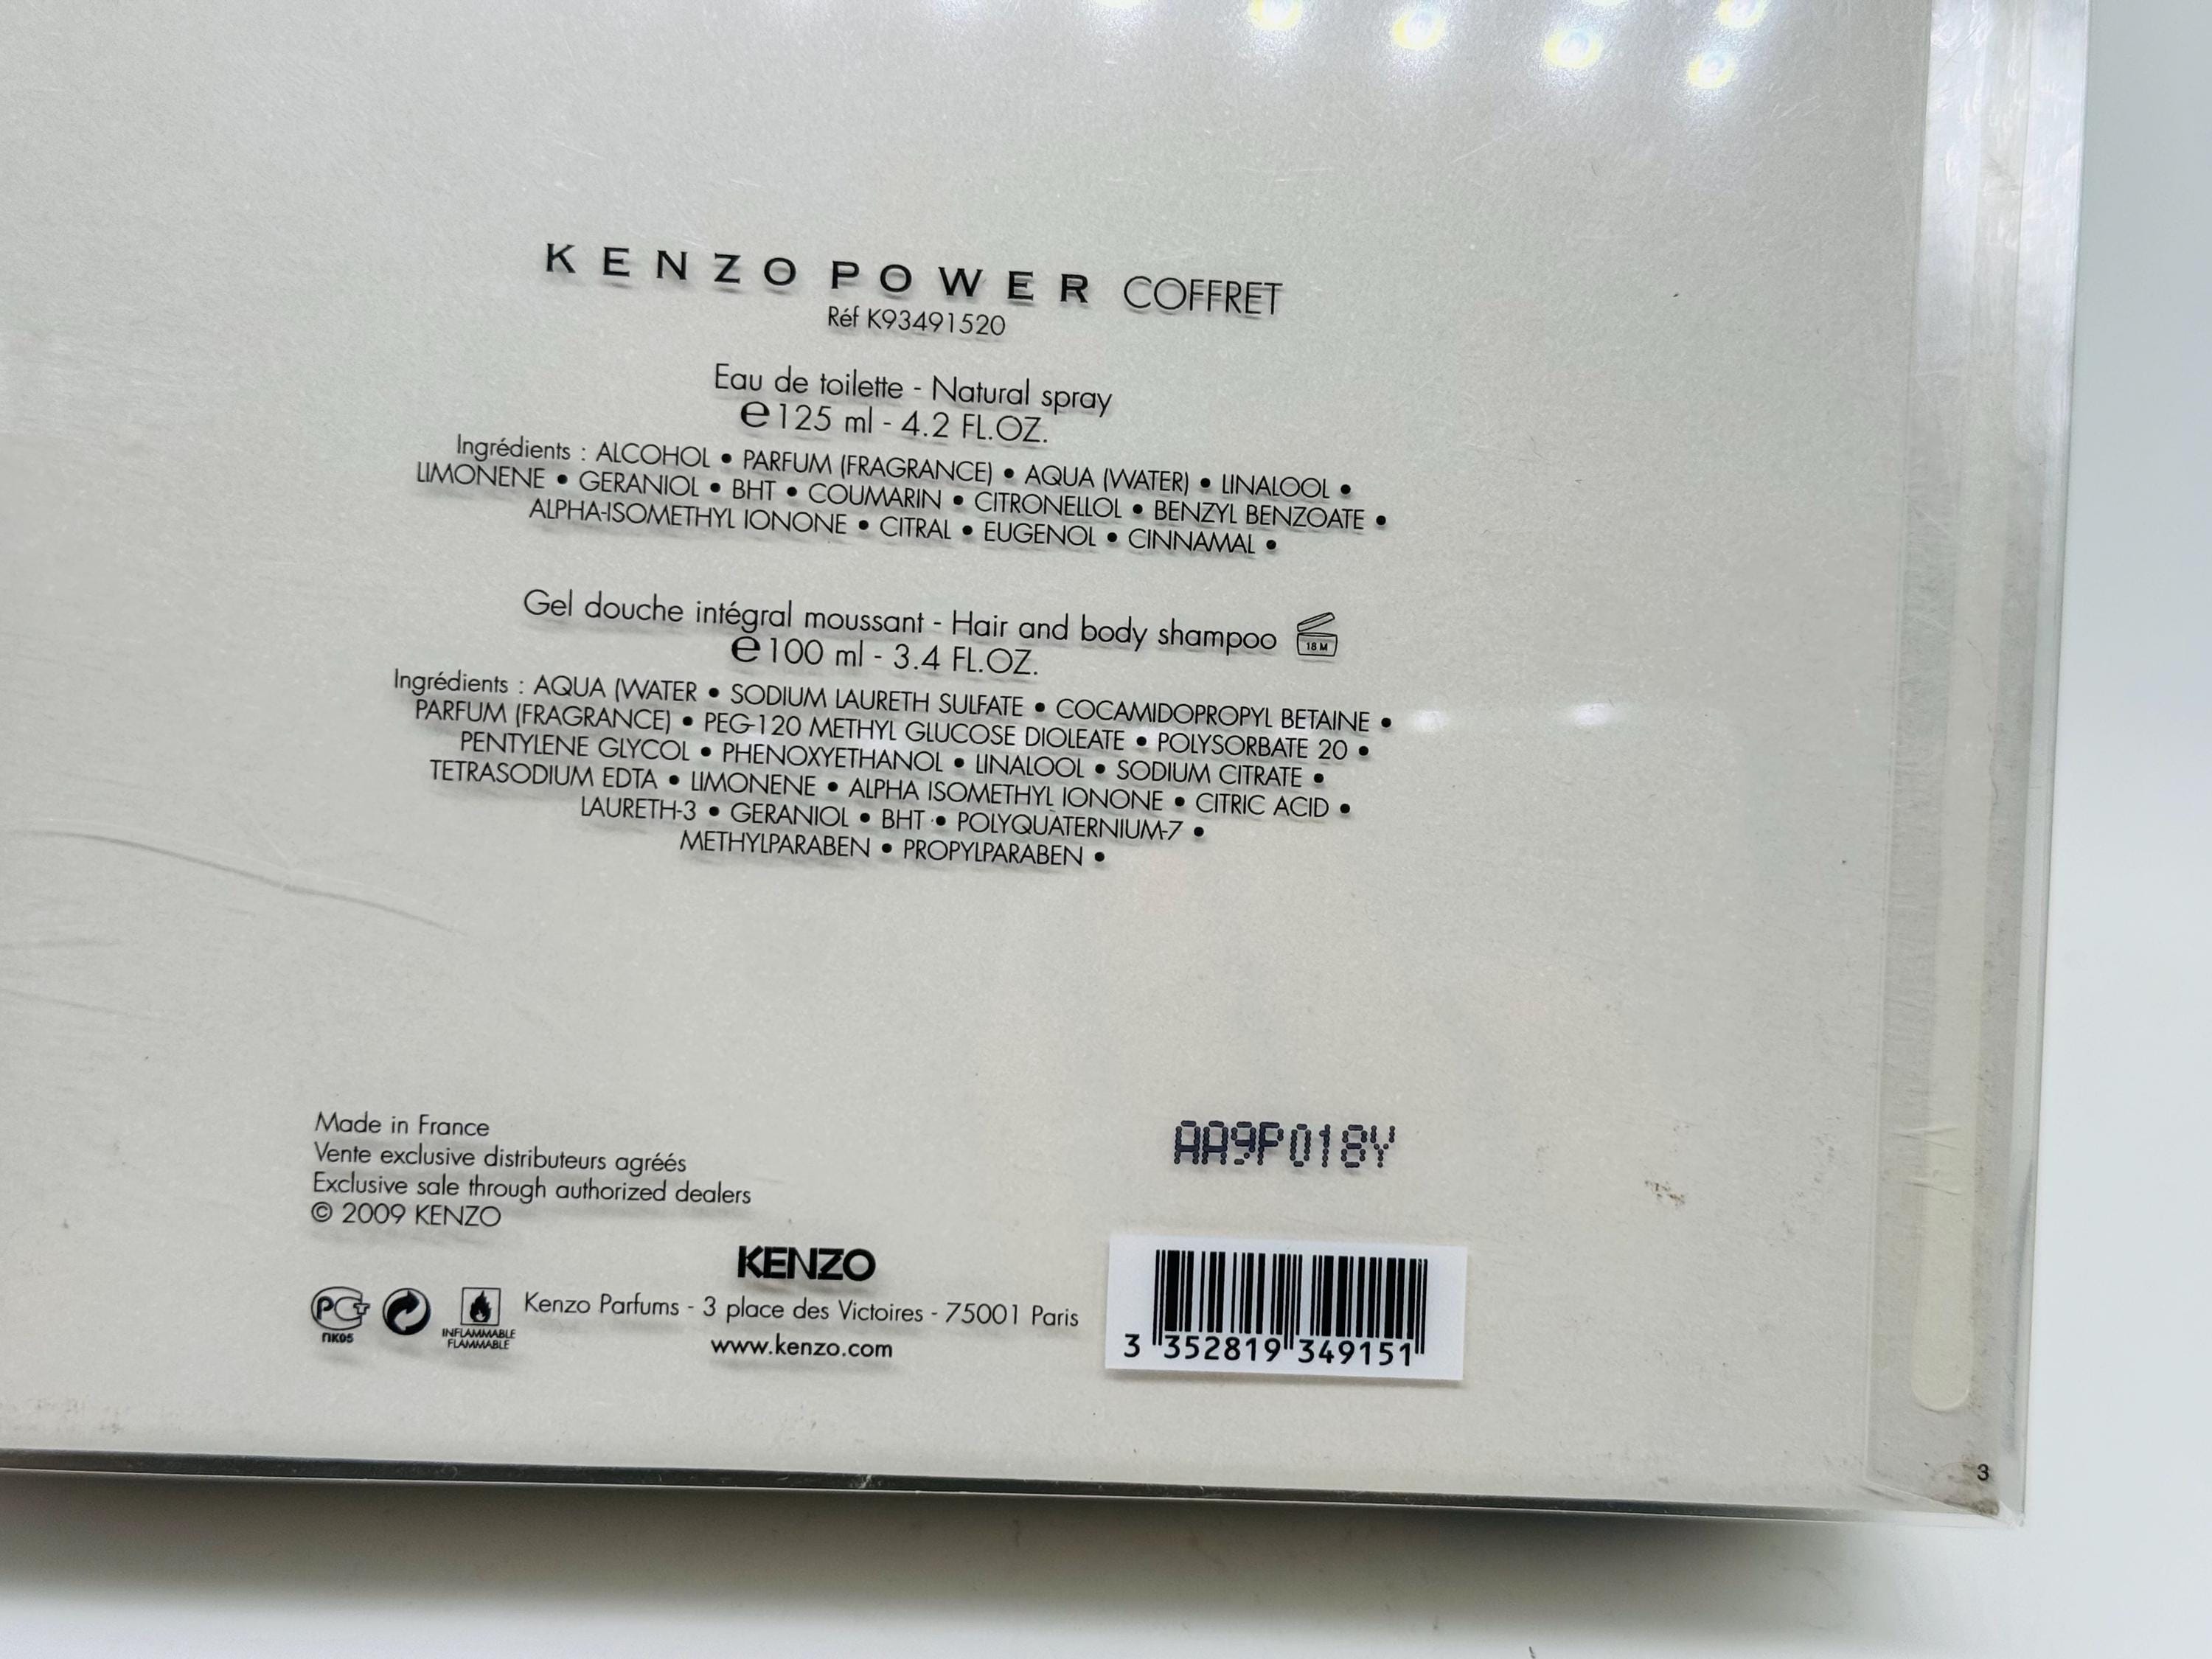 KENZO POWER COFFRET
Réf K93491520
Eau de toilette - Natural spray
℮ 125 ml - 4.2 FL.OZ.
Ingrédients : ALCOHOL • PARFUM (FRAGRANCE) • AQUA (WATER) • LINALOOL •
LIMONENE • GERANIOL • BHT • COUMARIN • CITRONELLOL • BENZYL BENZOATE •
ALPHA-ISOMETHYL IONONE • CITRAL • EUGENOL • CINNAMAL •
Gel douche intégral moussant - Hair and body shampoo 18 M
℮ 100 ml - 3.4 FL.OZ.
Ingrédients : AQUA (WATER • SODIUM LAURETH SULFATE • COCAMIDOPROPYL BETAINE •
PARFUM (FRAGRANCE) • PEG-120 METHYL GLUCOSE DIOLEATE • POLYSORBATE 20 •
PENTYLENE GLYCOL • PHENOXYETHANOL • LINALOOL • SODIUM CITRATE •
TETRASODIUM EDTA • LIMONENE • ALPHA ISOMETHYL IONONE • CITRIC ACID •
LAURETH-3 • GERANIOL • BHT • POLYQUATERNIUM-7 •
METHYLPARABEN • PROPYLPARABEN •
Made in France
Vente exclusive distributeurs agréés
Exclusive sale through authorized dealers
© 2009 KENZO
AA9P018Y
KENZO
Kenzo Parfums - 3 place des Victoires - 75001 Paris
www.kenzo.com
РСТ
ПК05
INFLAMMABLE
FLAMMABLE
3 352819 349151
3